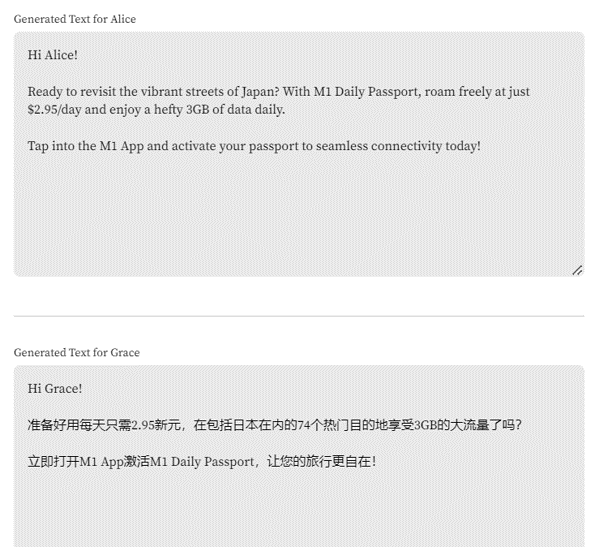 Generated Text for Alice
Hi Alice!
Ready to revisit the vibrant streets of Japan? With M1 Daily Passport, roam freely at just
$2.95/day and enjoy a hefty 3GB of data daily.
Tap into the M1 App and activate your passport to seamless connectivity today!
Generated Text for Grace
Hi Grace!
准备好用每天只需2.95新元，在包括日本在内的74个热门目的地享受3GB的大流量了吗？
立即打开M1 App激活M1 Daily Passport，让您的旅行更自在！